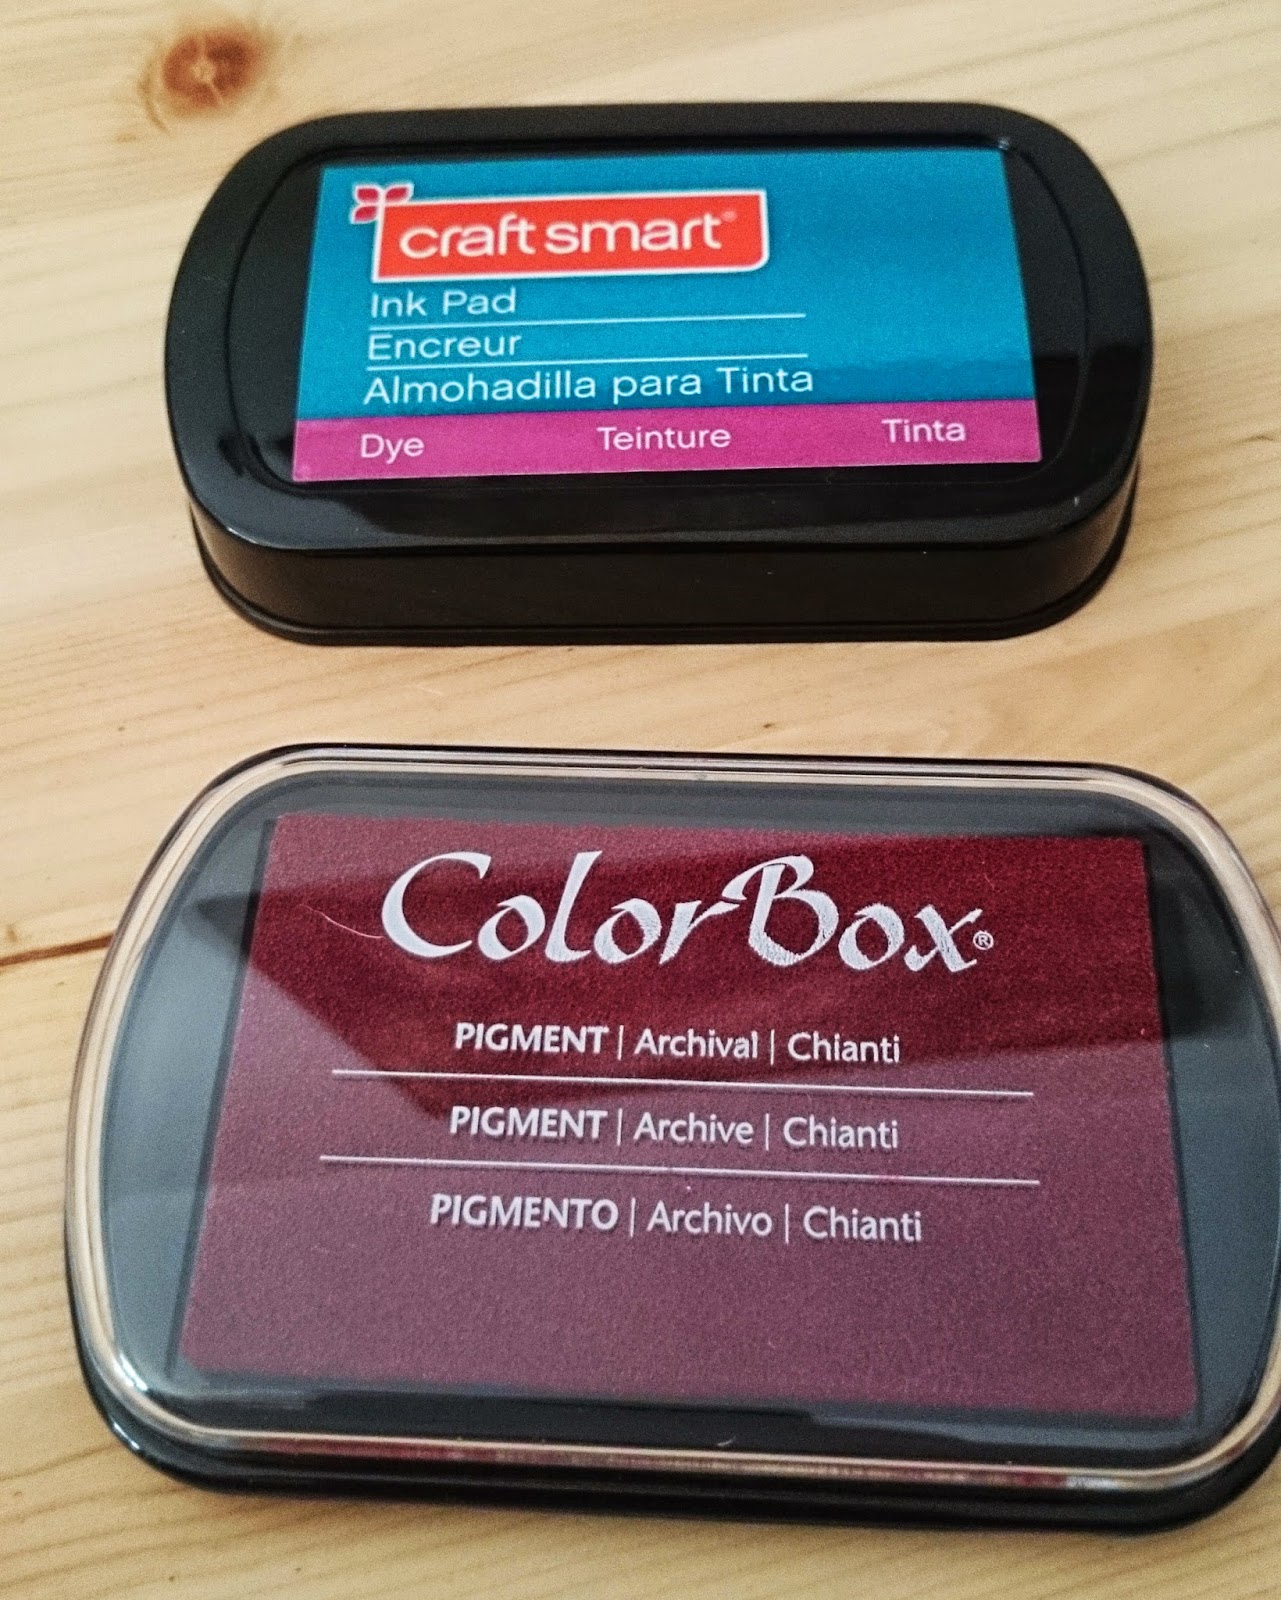 craft smart®
Ink Pad
Encreur
Almohadilla para Tinta
Dye Teinture Tinta
ColorBox®
PIGMENT | Archival | Chianti
PIGMENT | Archive | Chianti
PIGMENTO | Archivo | Chianti